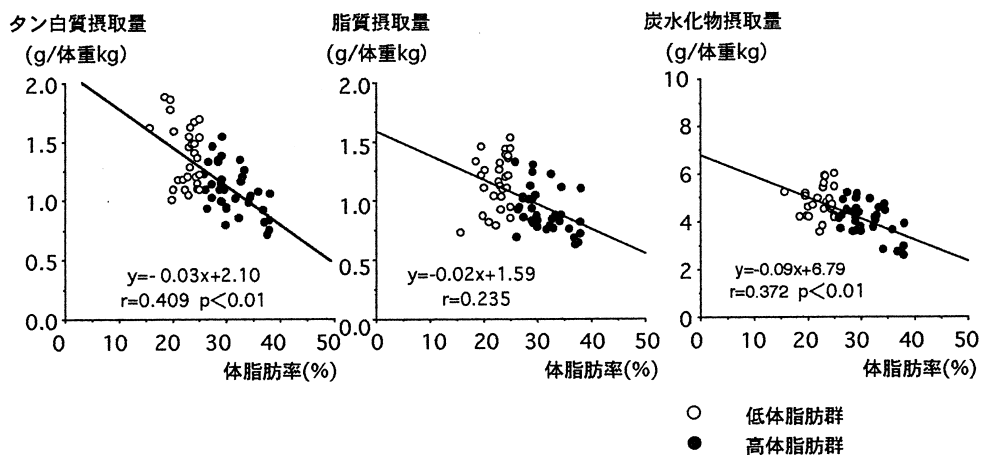 タン白質摂取量
(g/体重kg)
2.0
1.5
1.0
0.5
0.0
y=- 0.03x+2.10
r=0.409 p<0.01
0 10 20 30 40 50
体脂肪率(%)
脂質摂取量
(g/体重kg)
2.0
1.5
1.0
0.5
0.0
y=-0.02x+1.59
r=0.235
0 10 20 30 40 50
体脂肪率(%)
炭水化物摂取量
(g/体重kg)
10
8
6
4
2
0
y=-0.09x+6.79
r=0.372 p<0.01
0 10 20 30 40 50
体脂肪率(%)
低体脂肪群
高体脂肪群